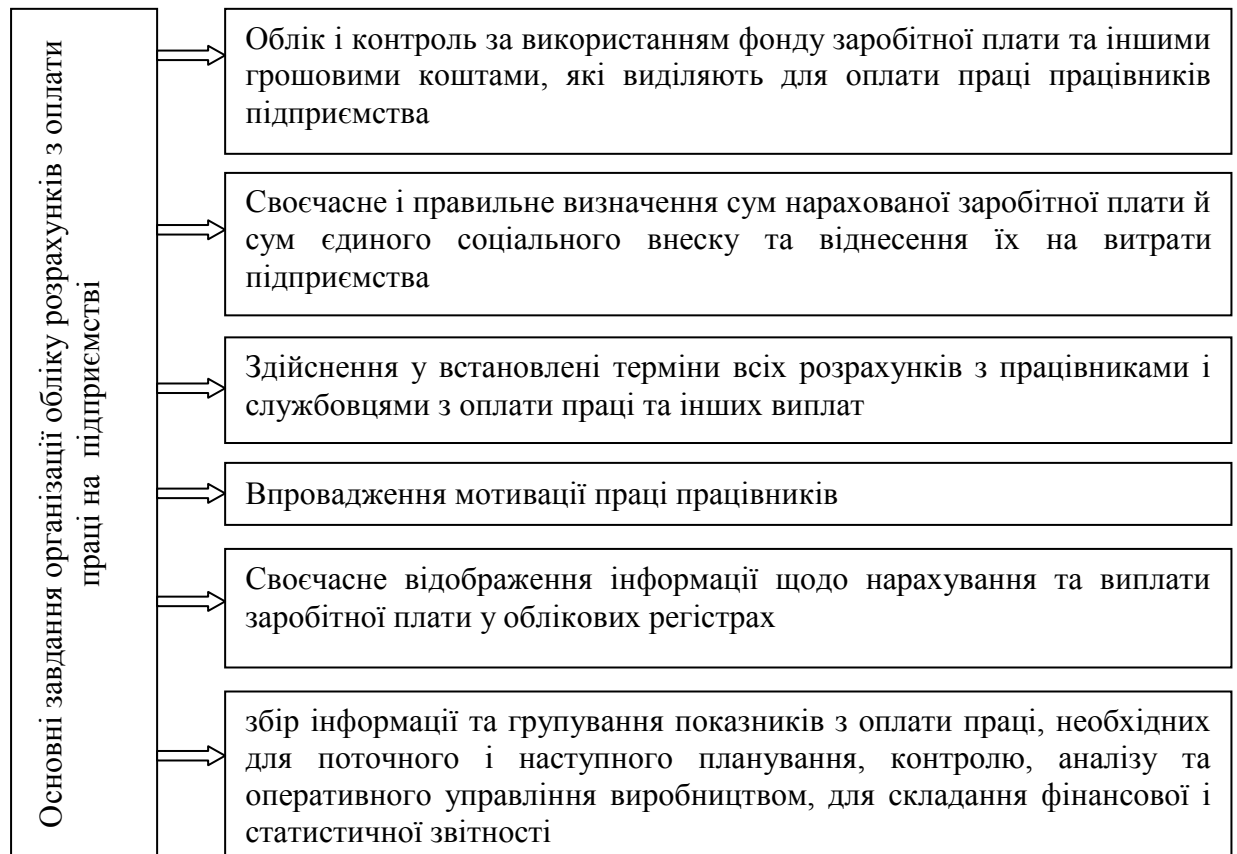 Основні завдання організації обліку розрахунків з оплати
праці на підприємстві
Облік і контроль за використанням фонду заробітної плати та іншими
грошовими коштами, які виділяють для оплати праці працівників
підприємства
Своєчасне і правильне визначення сум нарахованої заробітної плати й
сум єдиного соціального внеску та віднесення їх на витрати
підприємства
Здійснення у встановлені терміни всіх розрахунків з працівниками і
службовцями з оплати праці та інших виплат
Впровадження мотивації праці працівників
Своєчасне відображення інформації щодо нарахування та виплати
заробітної плати у облікових регістрах
збір інформації та групування показників з оплати праці, необхідних
для поточного і наступного планування, контролю, аналізу та
оперативного управління виробництвом, для складання фінансової і
статистичної звітності